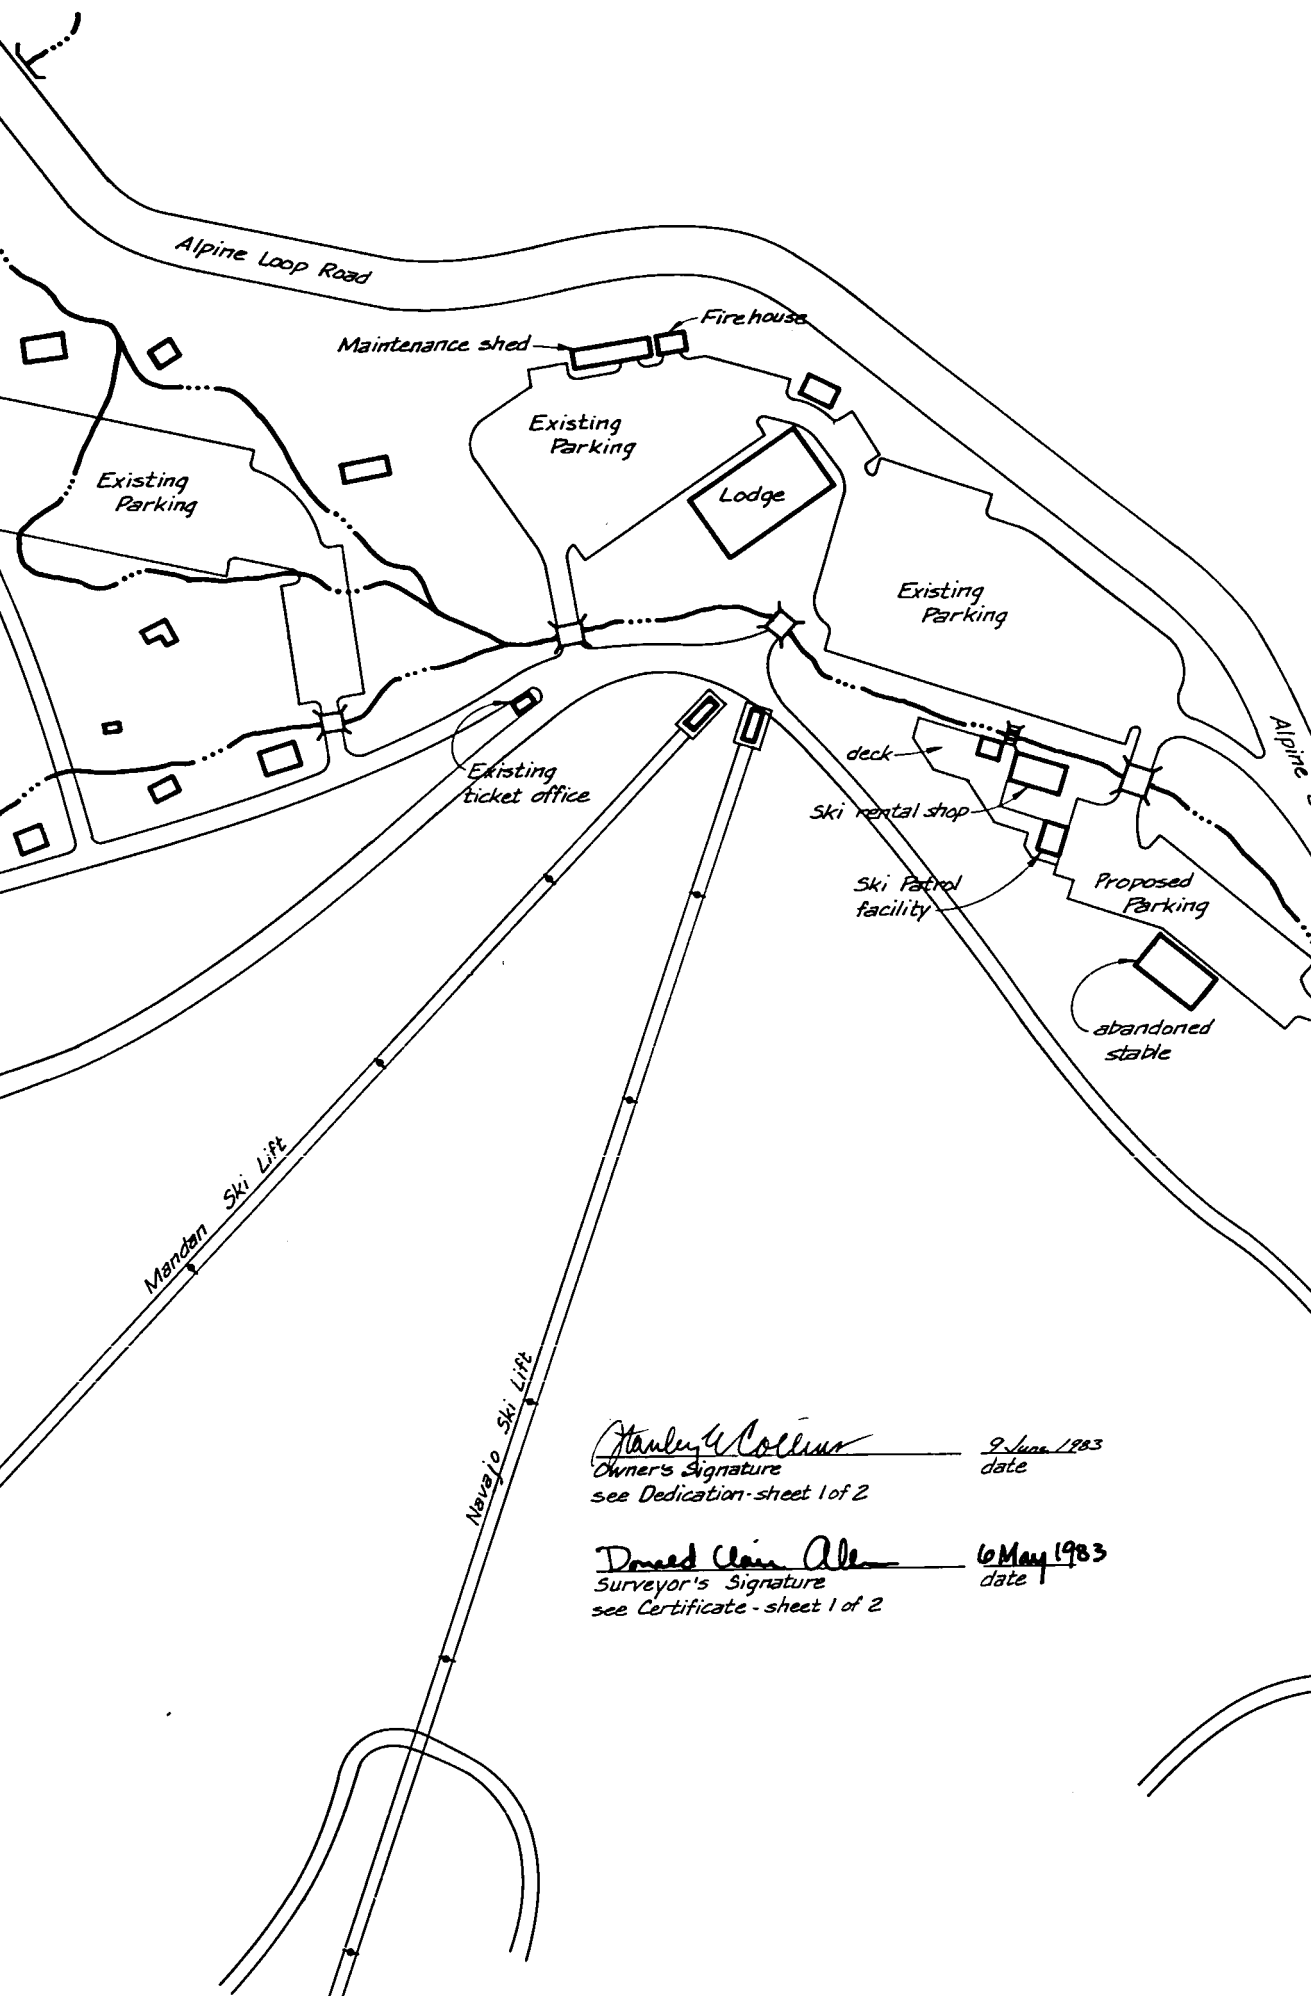 Alpine Loop Road
Firehouse
Maintenance shed
Existing
Parking
Existing
Parking
Lodge
Existing
Parking
Alpine
deck
Existing
ticket office
Ski rental shop
Ski Patrol
facility
Proposed
Parking
abandoned
stable
Mandan Ski Lift
Navajo Ski Lift
9 June 1983
Owner's Signature
date
see Dedication-sheet 1 of 2
Donald Clair Allen
6 May 1983
Surveyor's Signature
date
see Certificate - sheet 1 of 2